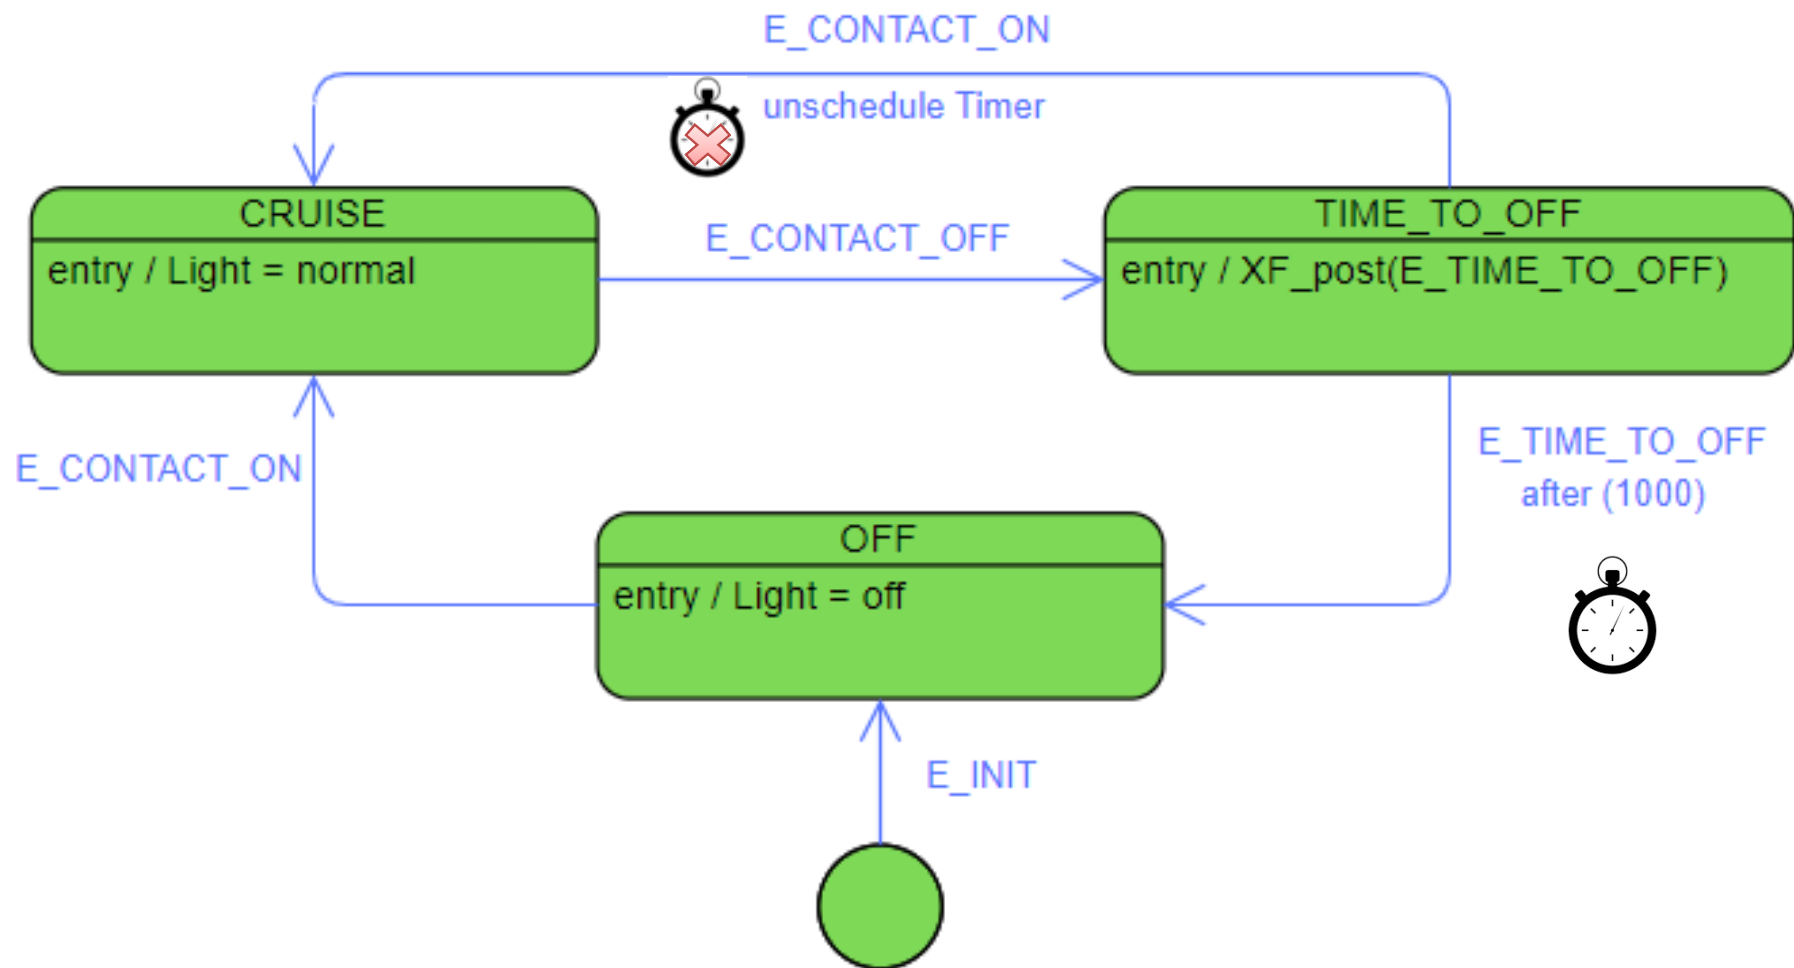 E_CONTACT_ON
unschedule Timer
CRUISE
entry / Light = normal
E_CONTACT_OFF
TIME_TO_OFF
entry / XF_post(E_TIME_TO_OFF)
E_CONTACT_ON
E_TIME_TO_OFF
after (1000)
OFF
entry / Light = off
E_INIT